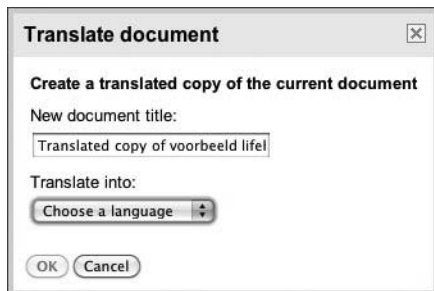 Translate document
Create a translated copy of the current document
New document title:
Translated copy of voorbeeld
Translate into:
Choose a language
OK Cancel